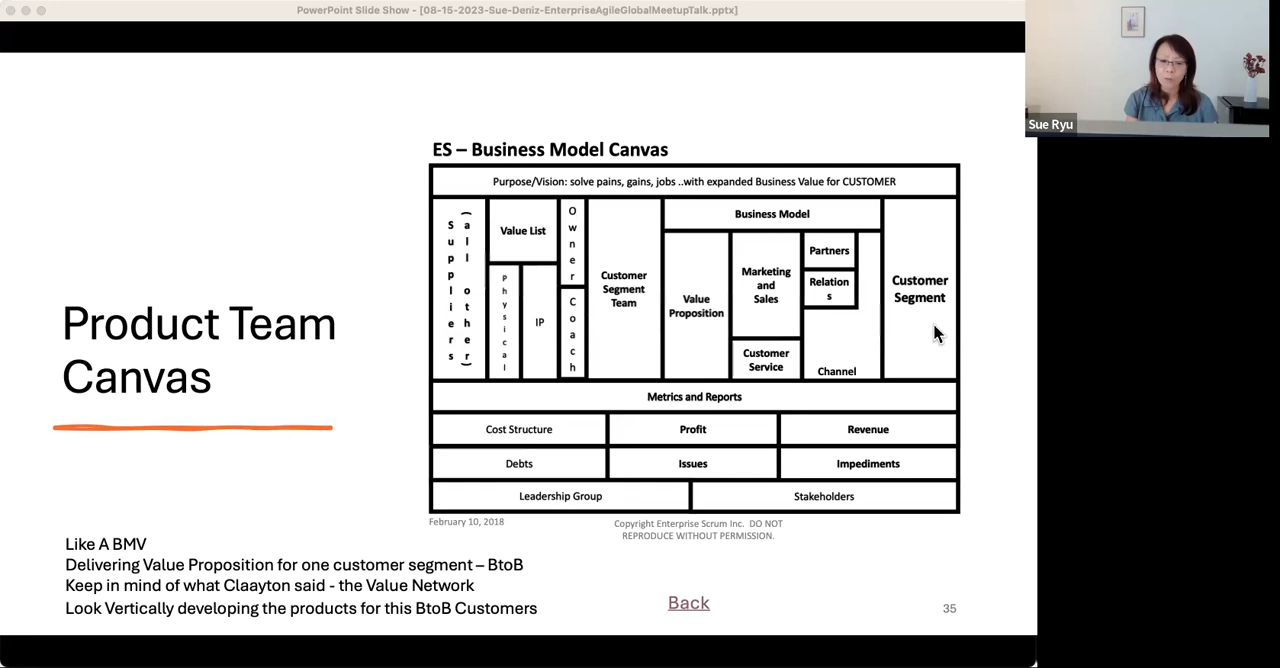 PowerPoint Slide Show - [08-15-2023-Sue-Deniz-EnterpriseAgileGlobalMeetupTalk.pptx]
Sue Ryu
ES – Business Model Canvas
Purpose/Vision: solve pains, gains, jobs ..with expanded Business Value for CUSTOMER
Suppliers
(all other)
Value List
Physical
IP
Owner
Coach
Customer
Segment
Team
Business Model
Value
Proposition
Marketing
and
Sales
Customer
Service
Partners
Relation
s
Channel
Customer
Segment
Metrics and Reports
Cost Structure
Profit
Revenue
Debts
Issues
Impediments
Leadership Group
Stakeholders
February 10, 2018
Copyright Enterprise Scrum Inc. DO NOT
REPRODUCE WITHOUT PERMISSION.
Product Team
Canvas
Like A BMV
Delivering Value Proposition for one customer segment – BtoB
Keep in mind of what Claayton said - the Value Network
Look Vertically developing the products for this BtoB Customers
Back
35